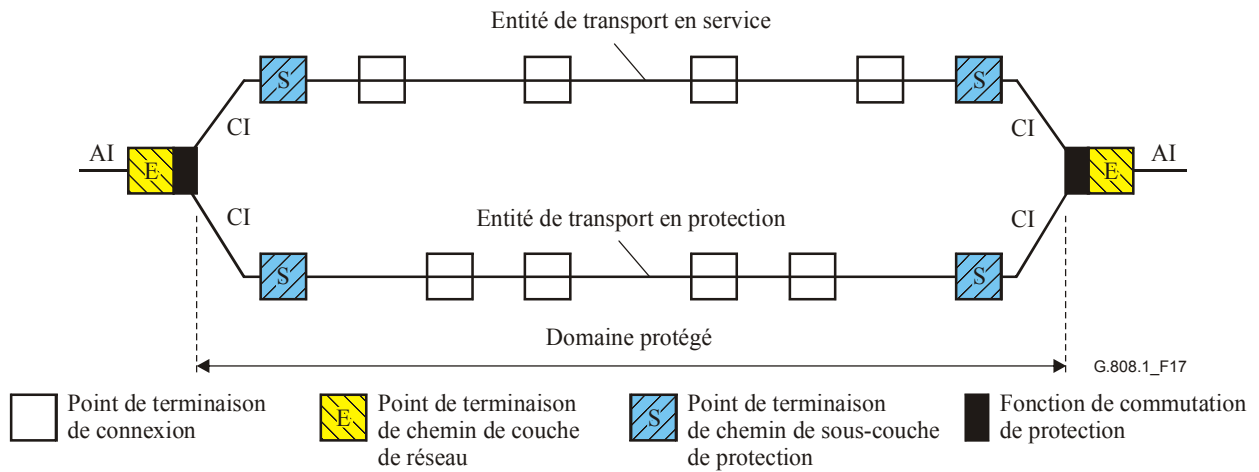 Entité de transport en service
S
S
CI
CI
AI
E
E
AI
CI
CI
Entité de transport en protection
S
S
Domaine protégé
G.808.1_F17
Point de terminaison
de connexion
E
Point de terminaison
de chemin de couche
de réseau
S
Point de terminaison
de chemin de sous-couche
de protection
Fonction de commutation
de protection